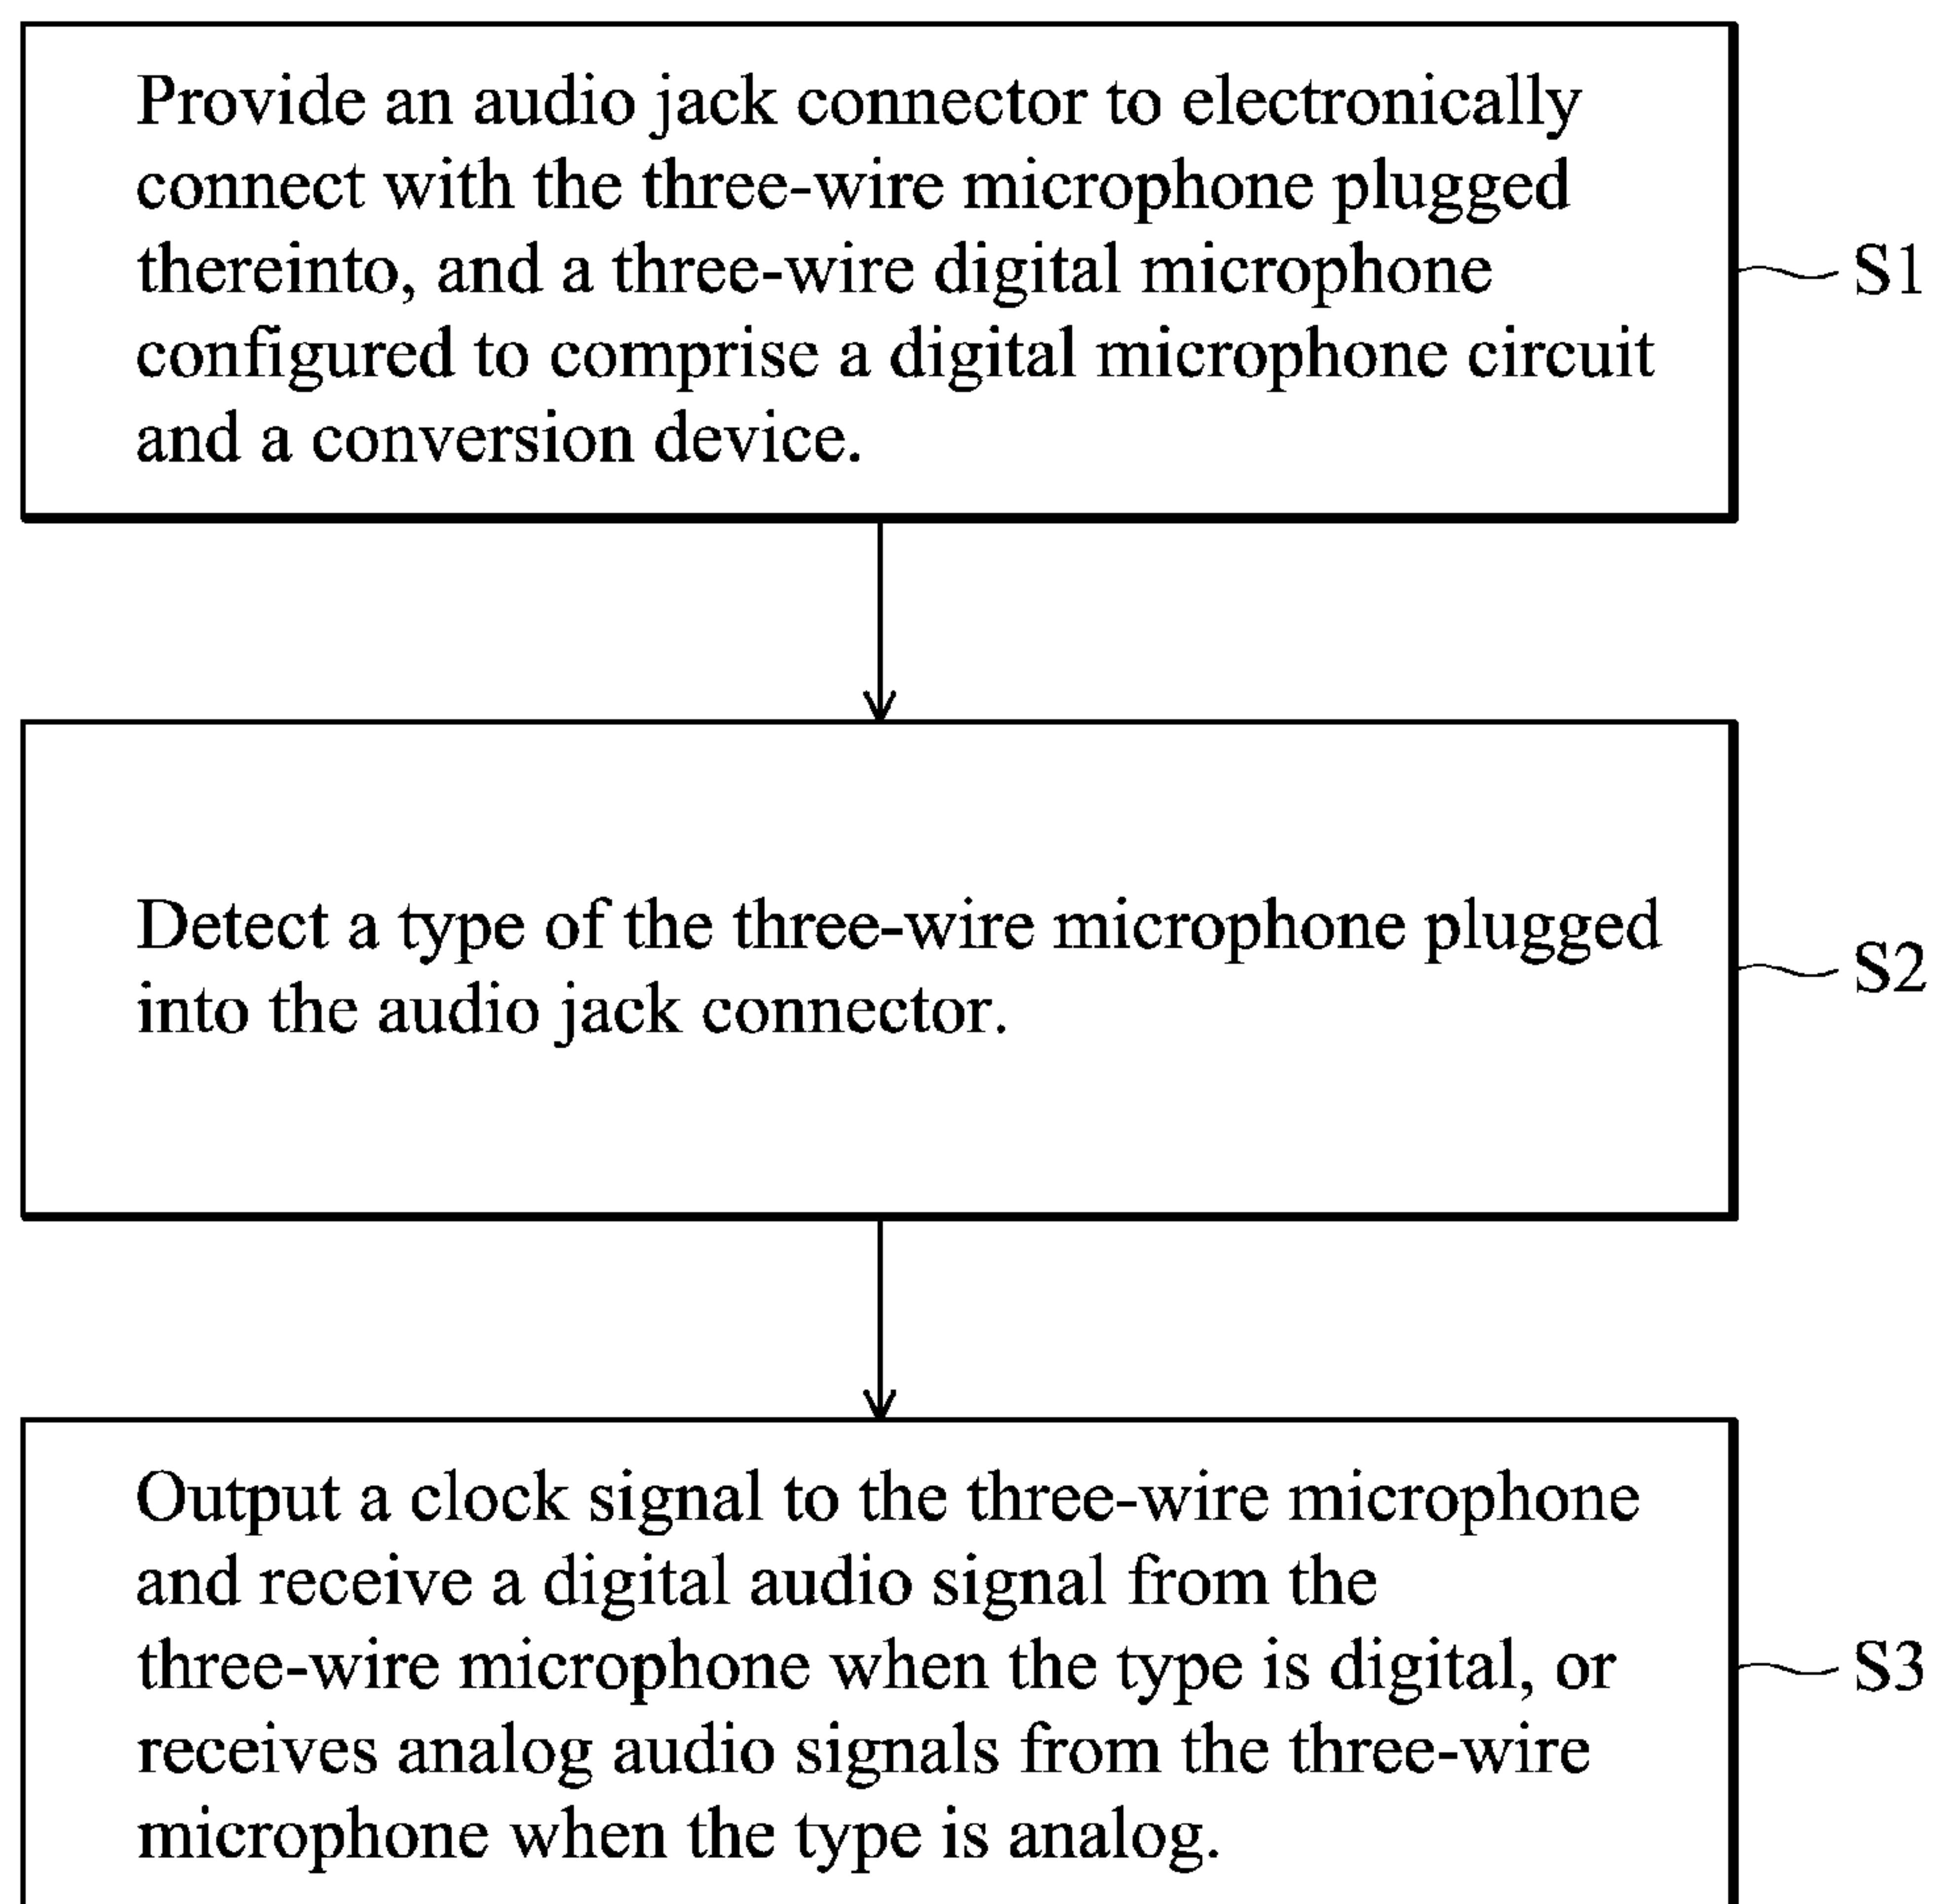 Provide an audio jack connector to electronically
connect with the three-wire microphone plugged
thereinto, and a three-wire digital microphone
configured to comprise a digital microphone circuit
and a conversion device.
S1
Detect a type of the three-wire microphone plugged
into the audio jack connector.
S2
Output a clock signal to the three-wire microphone
and receive a digital audio signal from the
three-wire microphone when the type is digital, or
receives analog audio signals from the three-wire
microphone when the type is analog.
S3